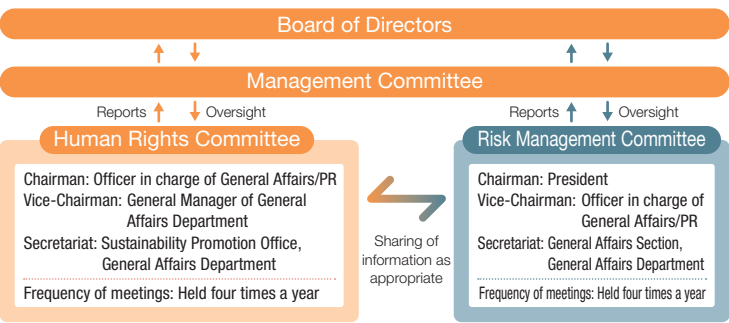 Board of Directors
Management Committee
Reports
Oversight
Reports
Oversight
Human Rights Committee
Chairman: Officer in charge of General Affairs/PR
Vice-Chairman: General Manager of General
Affairs Department
Secretariat: Sustainability Promotion Office,
General Affairs Department
Frequency of meetings: Held four times a year
Sharing of
information as
appropriate
Risk Management Committee
Chairman: President
Vice-Chairman: Officer in charge of
General Affairs/PR
Secretariat: General Affairs Section,
General Affairs Department
Frequency of meetings: Held four times a year